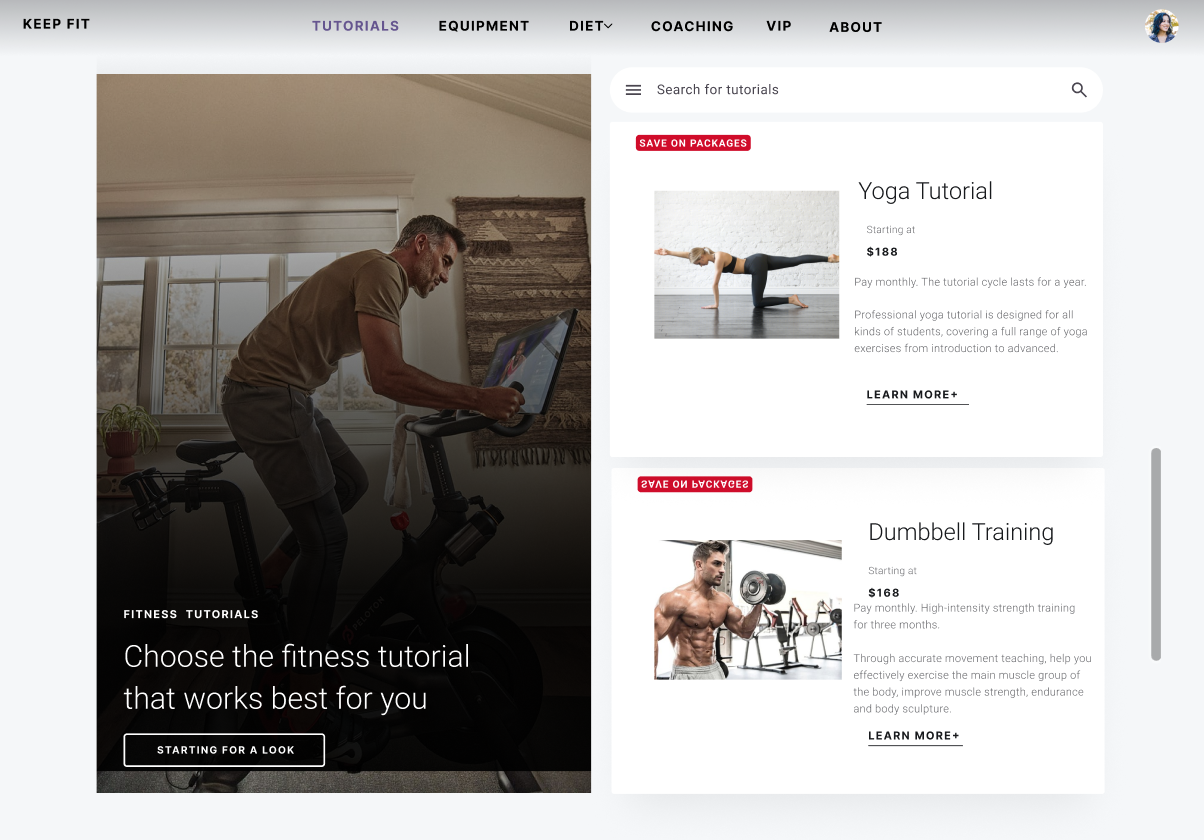 KEEP FIT
TUTORIALS EQUIPMENT DIET COACHING VIP ABOUT
FITNESS TUTORIALS
Choose the fitness tutorial
that works best for you
STARTING FOR A LOOK
Search for tutorials
SAVE ON PACKAGES
Yoga Tutorial
Starting at
$188
Pay monthly. The tutorial cycle lasts for a year.
Professional yoga tutorial is designed for all
kinds of students, covering a full range of yoga
exercises from introduction to advanced.
LEARN MORE+
SAVE ON PACKAGES
Dumbbell Training
Starting at
$168
Pay monthly. High-intensity strength training
for three months.
Through accurate movement teaching, help you
effectively exercise the main muscle group of
the body, improve muscle strength, endurance
and body sculpture.
LEARN MORE+